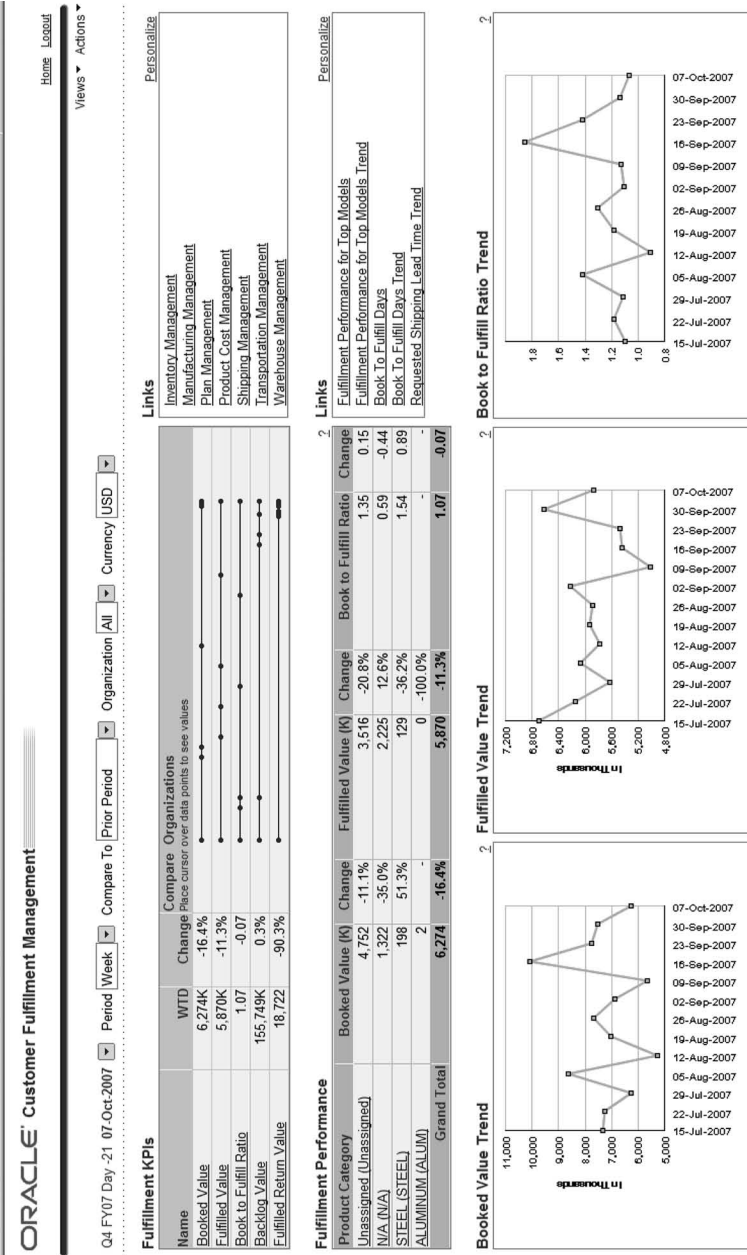 ORACLE' Customer Fulfillment Management
Home Logout
Q4 FY07 Day -21 07-Oct-2007 Period Week Compare To Prior Period Organization All Currency USD
Views Actions
Fulfillment KPIs
Name WTD Change Compare Organizations
Place cursor over data points to see values
Booked Value 6,274K -16.4%
Fulfilled Value 5,870K -11.3%
Book to Fulfill Ratio 1.07 -0.07
Backlog Value 155,749K 0.3%
Fulfilled Return Value 18,722 -90.3%
Links Personalize
Inventory Management
Manufacturing Management
Plan Management
Product Cost Management
Shipping Management
Transportation Management
Warehouse Management
Fulfillment Performance ?
Product Category Booked Value (K) Change Fulfilled Value (K) Change Book to Fulfill Ratio Change
Unassigned (Unassigned) 4,752 -11.1% 3,516 -20.8% 1.35 0.15
N/A (N/A) 1,322 -35.0% 2,225 12.6% 0.59 -0.44
STEEL (STEEL) 198 51.3% 129 -36.2% 1.54 0.89
ALUMINUM (ALUM) 2 - 0 -100.0% - -
Grand Total 6,274 -16.4% 5,870 -11.3% 1.07 -0.07
Links Personalize
Fulfillment Performance for Top Models
Fulfillment Performance for Top Models Trend
Book To Fulfill Days
Book To Fulfill Days Trend
Requested Shipping Lead Time Trend
Booked Value Trend ?
In Thousands
11,000
10,000
9,000
8,000
7,000
6,000
5,000
15-Jul-2007
22-Jul-2007
29-Jul-2007
05-Aug-2007
12-Aug-2007
19-Aug-2007
26-Aug-2007
02-Sep-2007
09-Sep-2007
16-Sep-2007
23-Sep-2007
30-Sep-2007
07-Oct-2007
Fulfilled Value Trend ?
In Thousands
7,200
6,800
6,400
6,000
5,600
5,200
4,800
15-Jul-2007
22-Jul-2007
29-Jul-2007
05-Aug-2007
12-Aug-2007
19-Aug-2007
26-Aug-2007
02-Sep-2007
09-Sep-2007
16-Sep-2007
23-Sep-2007
30-Sep-2007
07-Oct-2007
Book to Fulfill Ratio Trend ?
1.8
1.6
1.4
1.2
1.0
0.8
15-Jul-2007
22-Jul-2007
29-Jul-2007
05-Aug-2007
12-Aug-2007
19-Aug-2007
26-Aug-2007
02-Sep-2007
09-Sep-2007
16-Sep-2007
23-Sep-2007
30-Sep-2007
07-Oct-2007